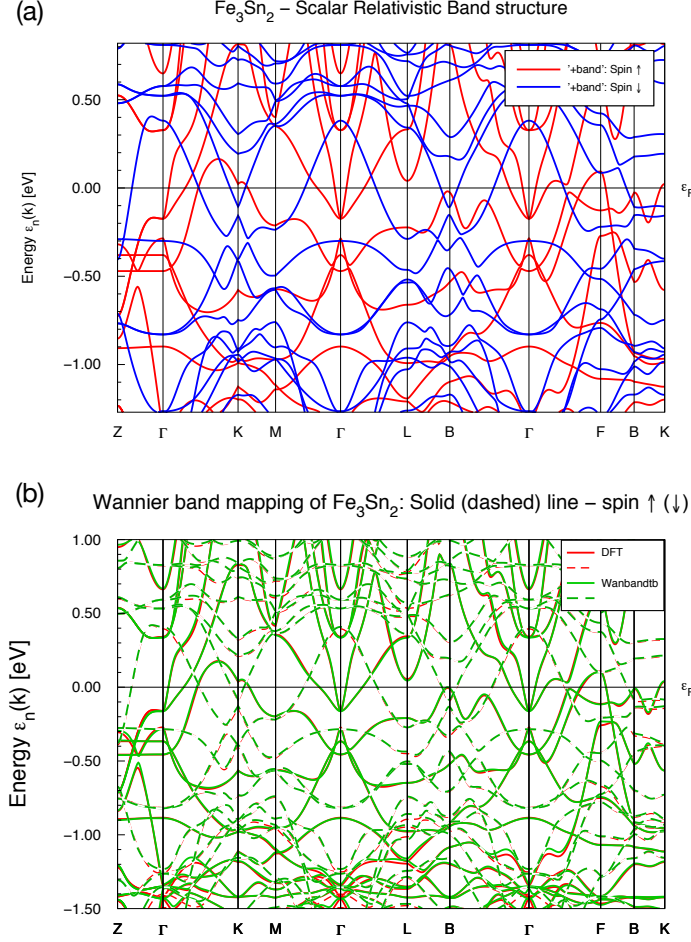 (a)
Fe₃Sn₂ – Scalar Relativistic Band structure
'+band': Spin ↑
'+band': Spin ↓
Energy εₙ(k) [eV]
0.50
0.00
−0.50
−1.00
εF
Z Γ K M Γ L B Γ F B K
(b)
Wannier band mapping of Fe₃Sn₂: Solid (dashed) line – spin ↑ (↓)
DFT
Wanbandtb
Energy εₙ(k) [eV]
1.00
0.50
0.00
−0.50
−1.00
−1.50
εF
Z Γ K M Γ L B Γ F B K